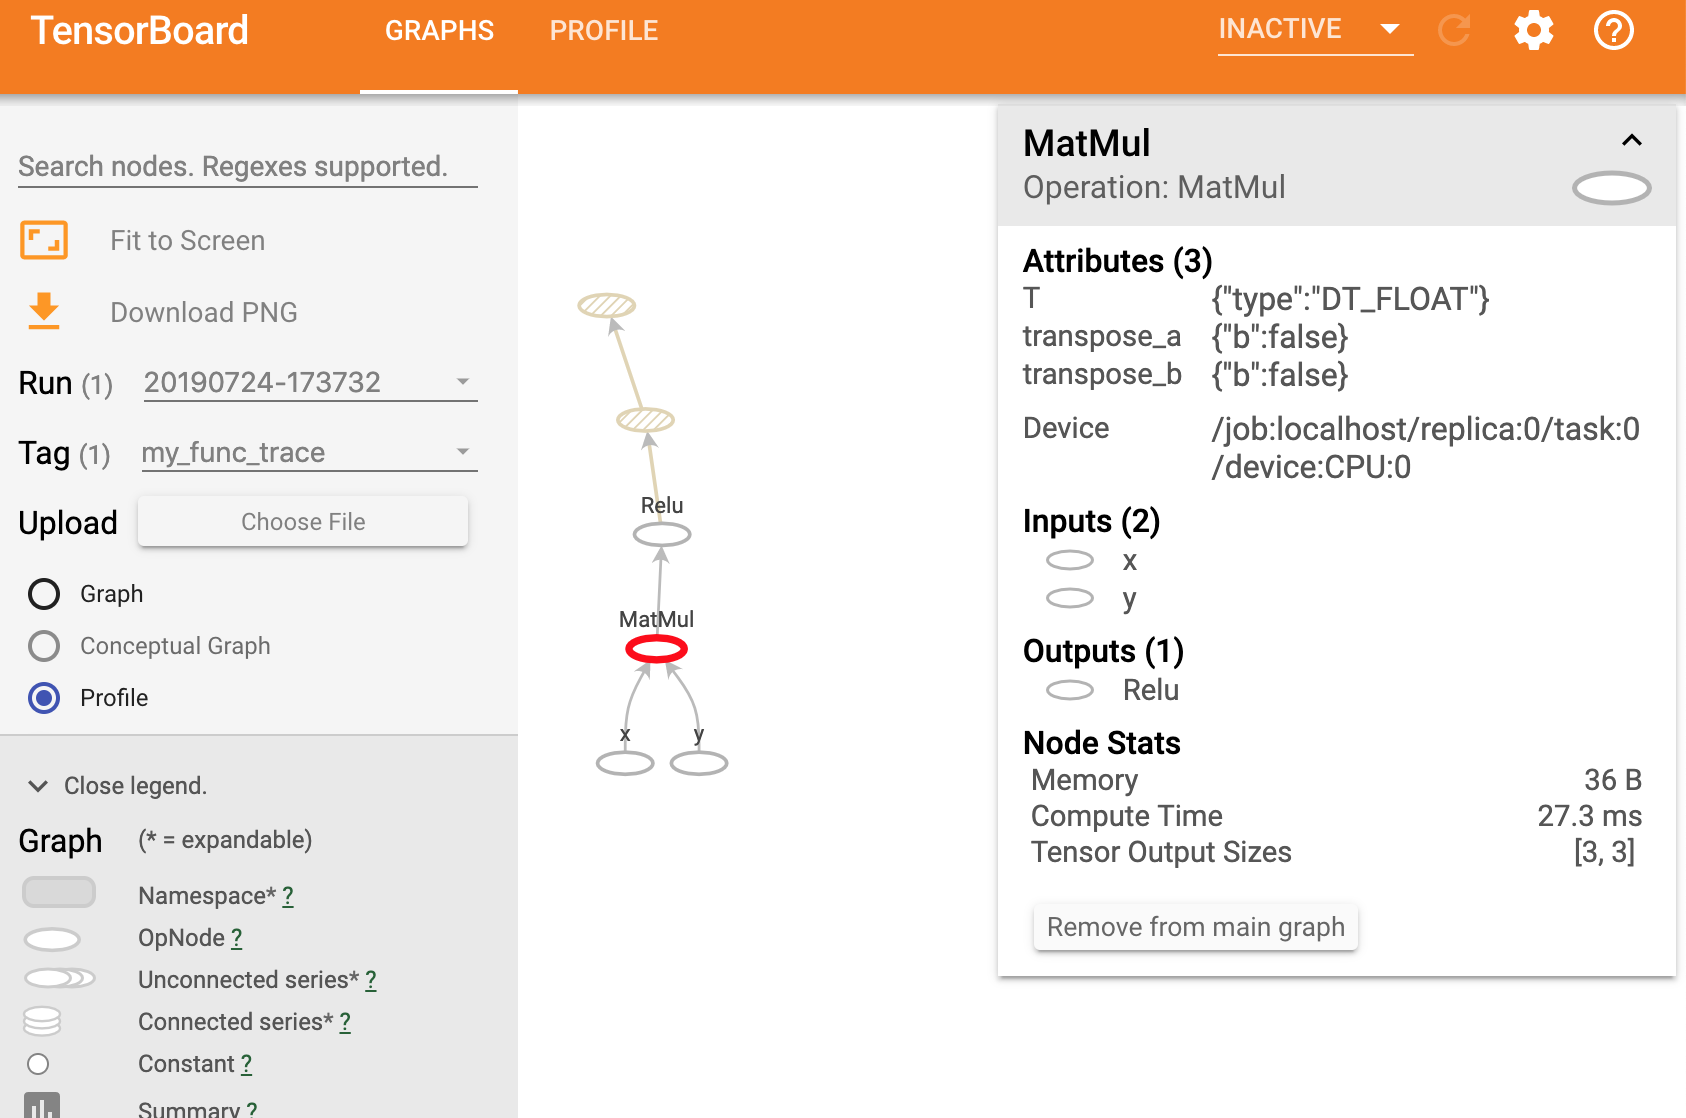 TensorBoard
GRAPHS
PROFILE
INACTIVE
Search nodes. Regexes supported.
Fit to Screen
Download PNG
Run (1)
20190724-173732
Tag (1)
my_func_trace
Upload
Choose File
Graph
Conceptual Graph
Profile
Close legend.
Graph
(* = expandable)
Namespace* ?
OpNode ?
Unconnected series* ?
Connected series* ?
Constant ?
Summary ?
Relu
MatMul
x
y
MatMul
Operation: MatMul
Attributes (3)
T
{"type":"DT_FLOAT"}
transpose_a
{"b":false}
transpose_b
{"b":false}
Device
/job:localhost/replica:0/task:0
/device:CPU:0
Inputs (2)
x
y
Outputs (1)
Relu
Node Stats
Memory
36 B
Compute Time
27.3 ms
Tensor Output Sizes
[3, 3]
Remove from main graph